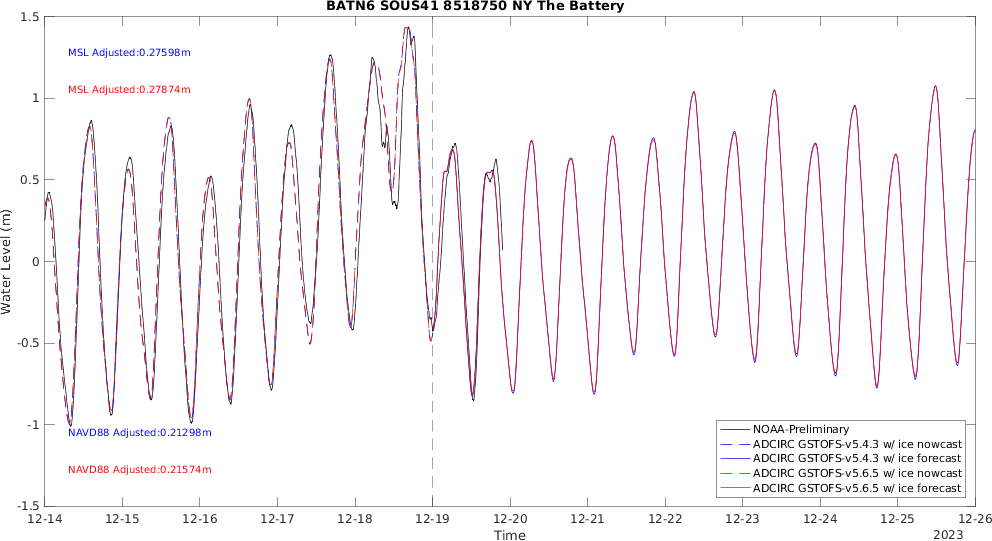 BATN6 SOUS41 8518750 NY The Battery
1.5
1
0.5
0
-0.5
-1
-1.5
Water Level (m)
MSL Adjusted:0.27598m
MSL Adjusted:0.27874m
NAVD88 Adjusted:0.21298m
NAVD88 Adjusted:0.21574m
NOAA-Preliminary
ADCIRC GSTOFS-v5.4.3 w/ ice nowcast
ADCIRC GSTOFS-v5.4.3 w/ ice forecast
ADCIRC GSTOFS-v5.6.5 w/ ice nowcast
ADCIRC GSTOFS-v5.6.5 w/ ice forecast
12-14 12-15 12-16 12-17 12-18 12-19 12-20 12-21 12-22 12-23 12-24 12-25 12-26
Time
2023